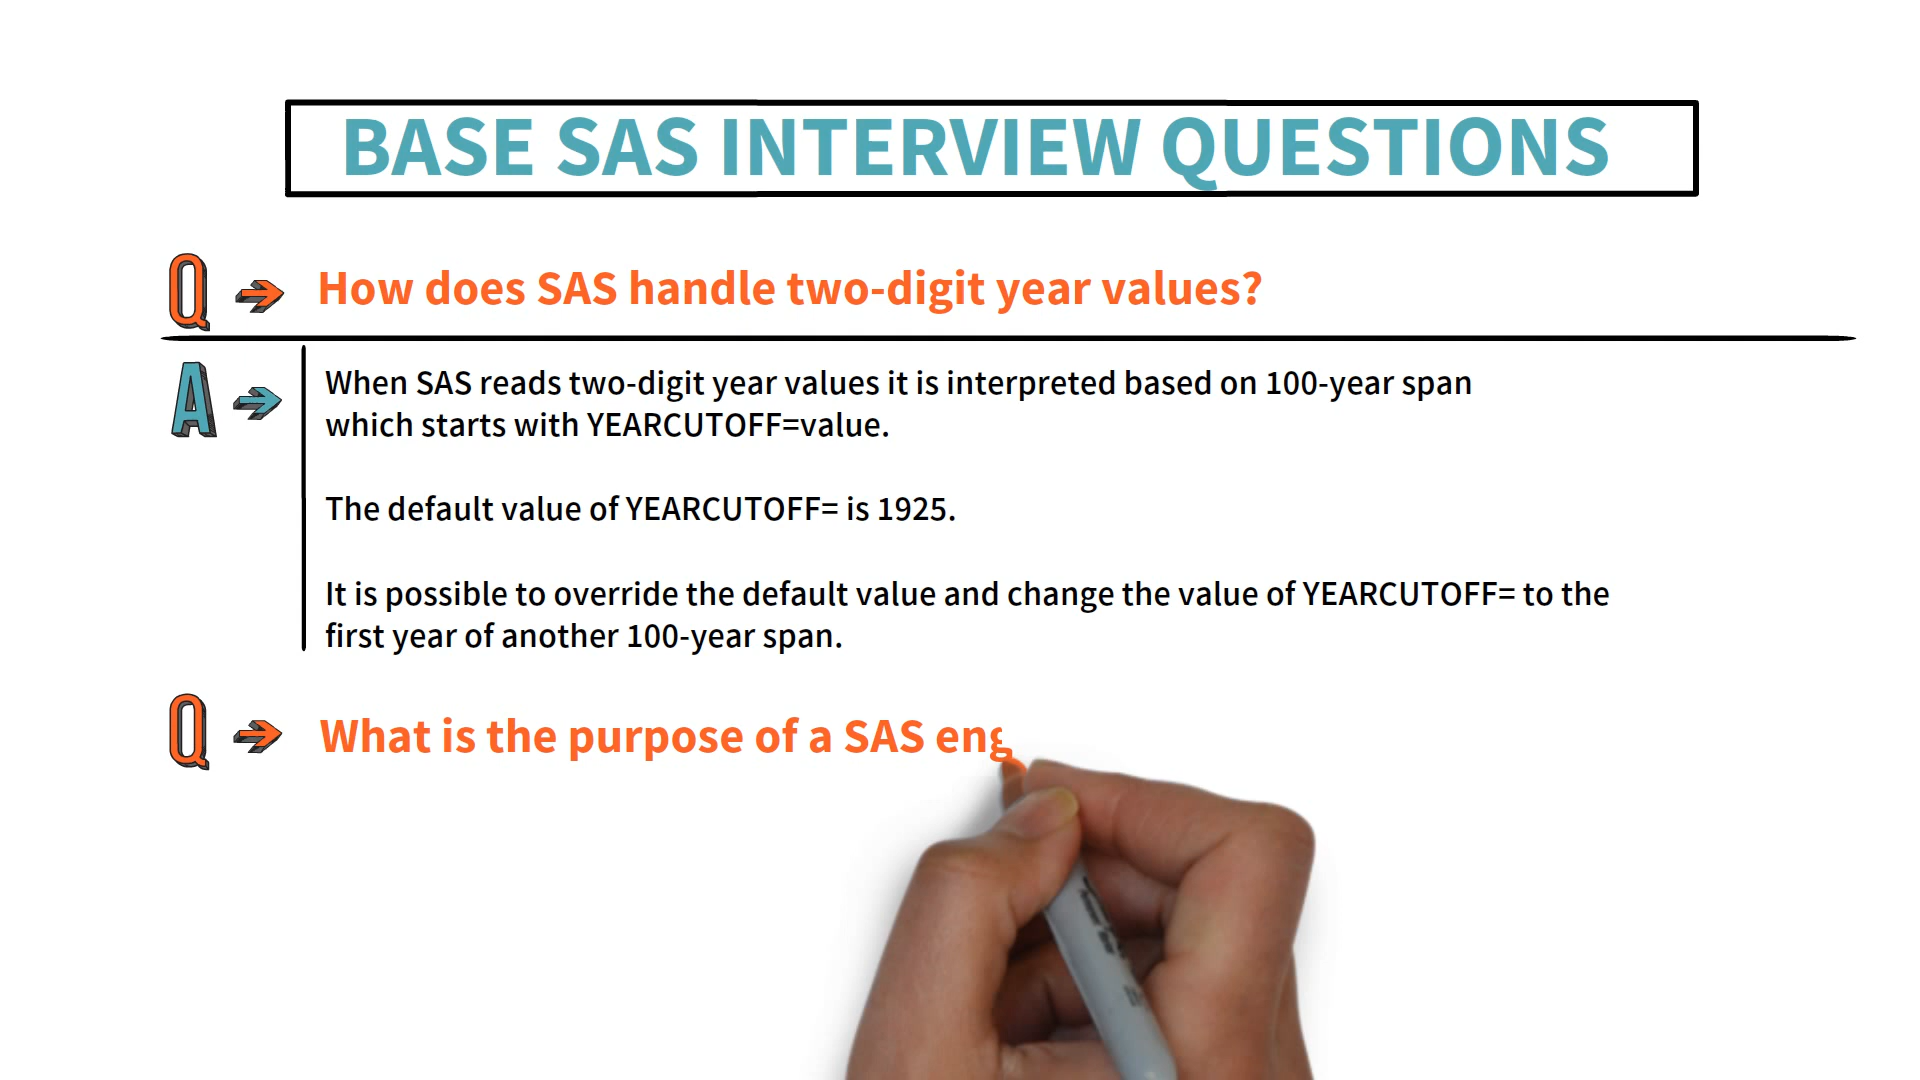 BASE SAS INTERVIEW QUESTIONS
Q How does SAS handle two-digit year values?
A When SAS reads two-digit year values it is interpreted based on 100-year span
which starts with YEARCUTOFF=value.
The default value of YEARCUTOFF= is 1925.
It is possible to override the default value and change the value of YEARCUTOFF= to the
first year of another 100-year span.
Q What is the purpose of a SAS eng